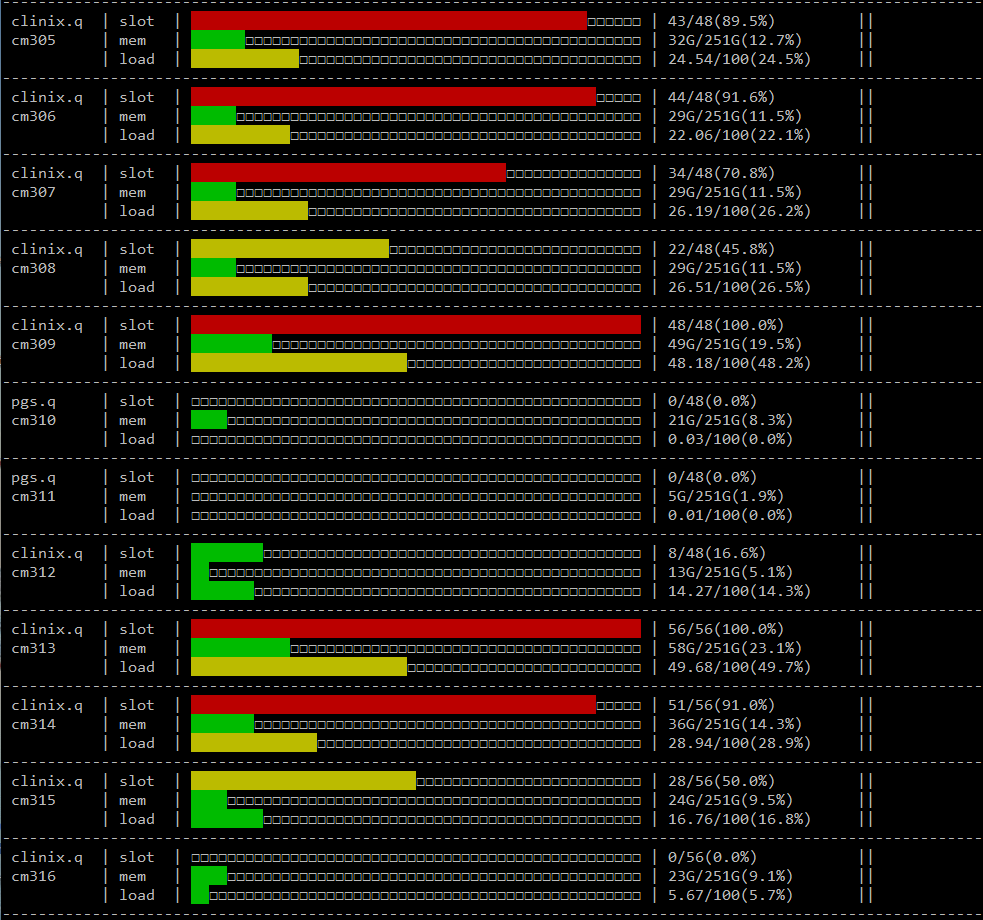 clinix.q | slot | | 43/48(89.5%) ||
cm305 | mem | | 32G/251G(12.7%) ||
| load | | 24.54/100(24.5%) ||
clinix.q | slot | | 44/48(91.6%) ||
cm306 | mem | | 29G/251G(11.5%) ||
| load | | 22.06/100(22.1%) ||
clinix.q | slot | | 34/48(70.8%) ||
cm307 | mem | | 29G/251G(11.5%) ||
| load | | 26.19/100(26.2%) ||
clinix.q | slot | | 22/48(45.8%) ||
cm308 | mem | | 29G/251G(11.5%) ||
| load | | 26.51/100(26.5%) ||
clinix.q | slot | | 48/48(100.0%) ||
cm309 | mem | | 49G/251G(19.5%) ||
| load | | 48.18/100(48.2%) ||
pgs.q | slot | | 0/48(0.0%) ||
cm310 | mem | | 21G/251G(8.3%) ||
| load | | 0.03/100(0.0%) ||
pgs.q | slot | | 0/48(0.0%) ||
cm311 | mem | | 5G/251G(1.9%) ||
| load | | 0.01/100(0.0%) ||
clinix.q | slot | | 8/48(16.6%) ||
cm312 | mem | | 13G/251G(5.1%) ||
| load | | 14.27/100(14.3%) ||
clinix.q | slot | | 56/56(100.0%) ||
cm313 | mem | | 58G/251G(23.1%) ||
| load | | 49.68/100(49.7%) ||
clinix.q | slot | | 51/56(91.0%) ||
cm314 | mem | | 36G/251G(14.3%) ||
| load | | 28.94/100(28.9%) ||
clinix.q | slot | | 28/56(50.0%) ||
cm315 | mem | | 24G/251G(9.5%) ||
| load | | 16.76/100(16.8%) ||
clinix.q | slot | | 0/56(0.0%) ||
cm316 | mem | | 23G/251G(9.1%) ||
| load | | 5.67/100(5.7%) ||